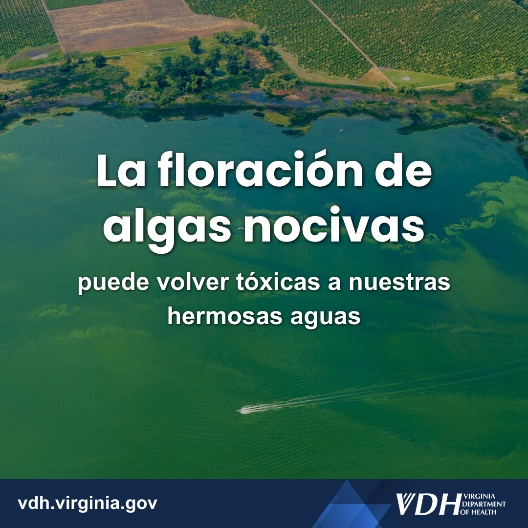 La floración de
algas nocivas
puede volver tóxicas a nuestras
hermosas aguas
vdh.virginia.gov
VDH
VIRGINIA
DEPARTMENT
OF HEALTH